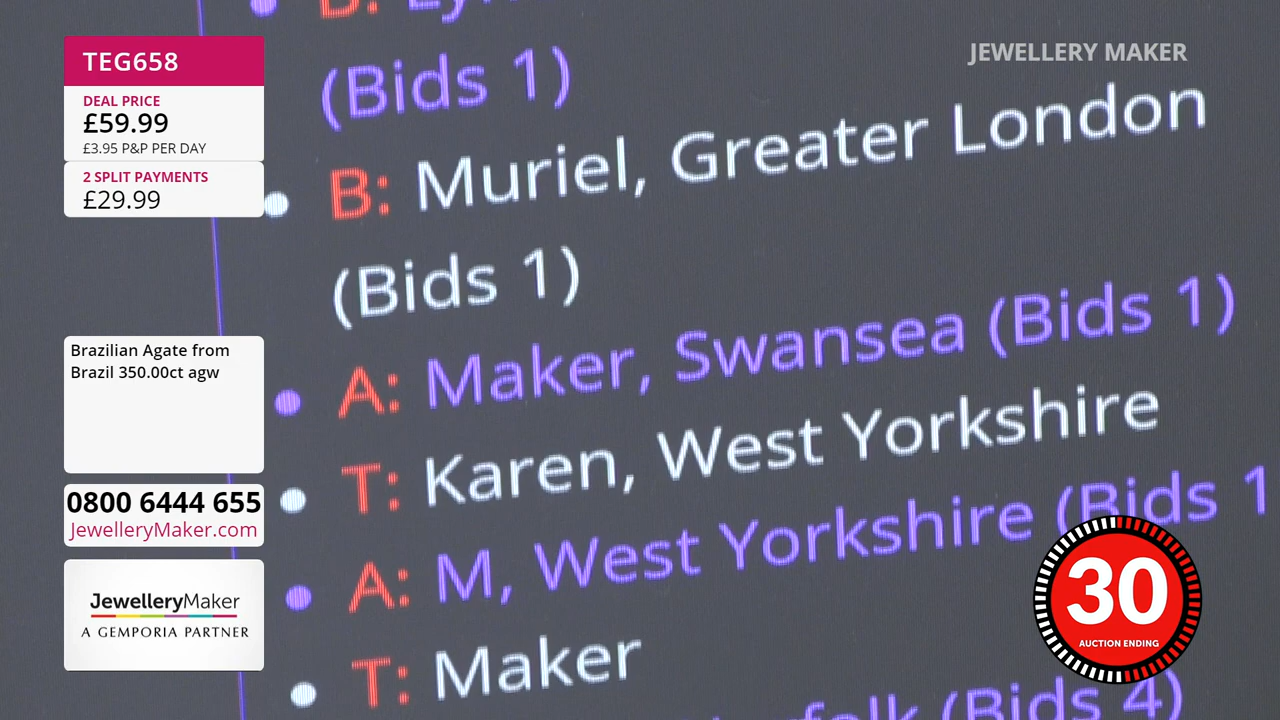 TEG658
DEAL PRICE
£59.99
£3.95 P&P PER DAY
2 SPLIT PAYMENTS
£29.99
Brazilian Agate from
Brazil 350.00ct agw
0800 6444 655
JewelleryMaker.com
JewelleryMaker
A GEMPORIA PARTNER
JEWELLERY MAKER
(Bids 1)
B: Muriel, Greater London
(Bids 1)
A: Maker, Swansea (Bids 1)
T: Karen, West Yorkshire
A: M, West Yorkshire (Bids 1
T: Maker
(Bids 4)
30
AUCTION ENDING